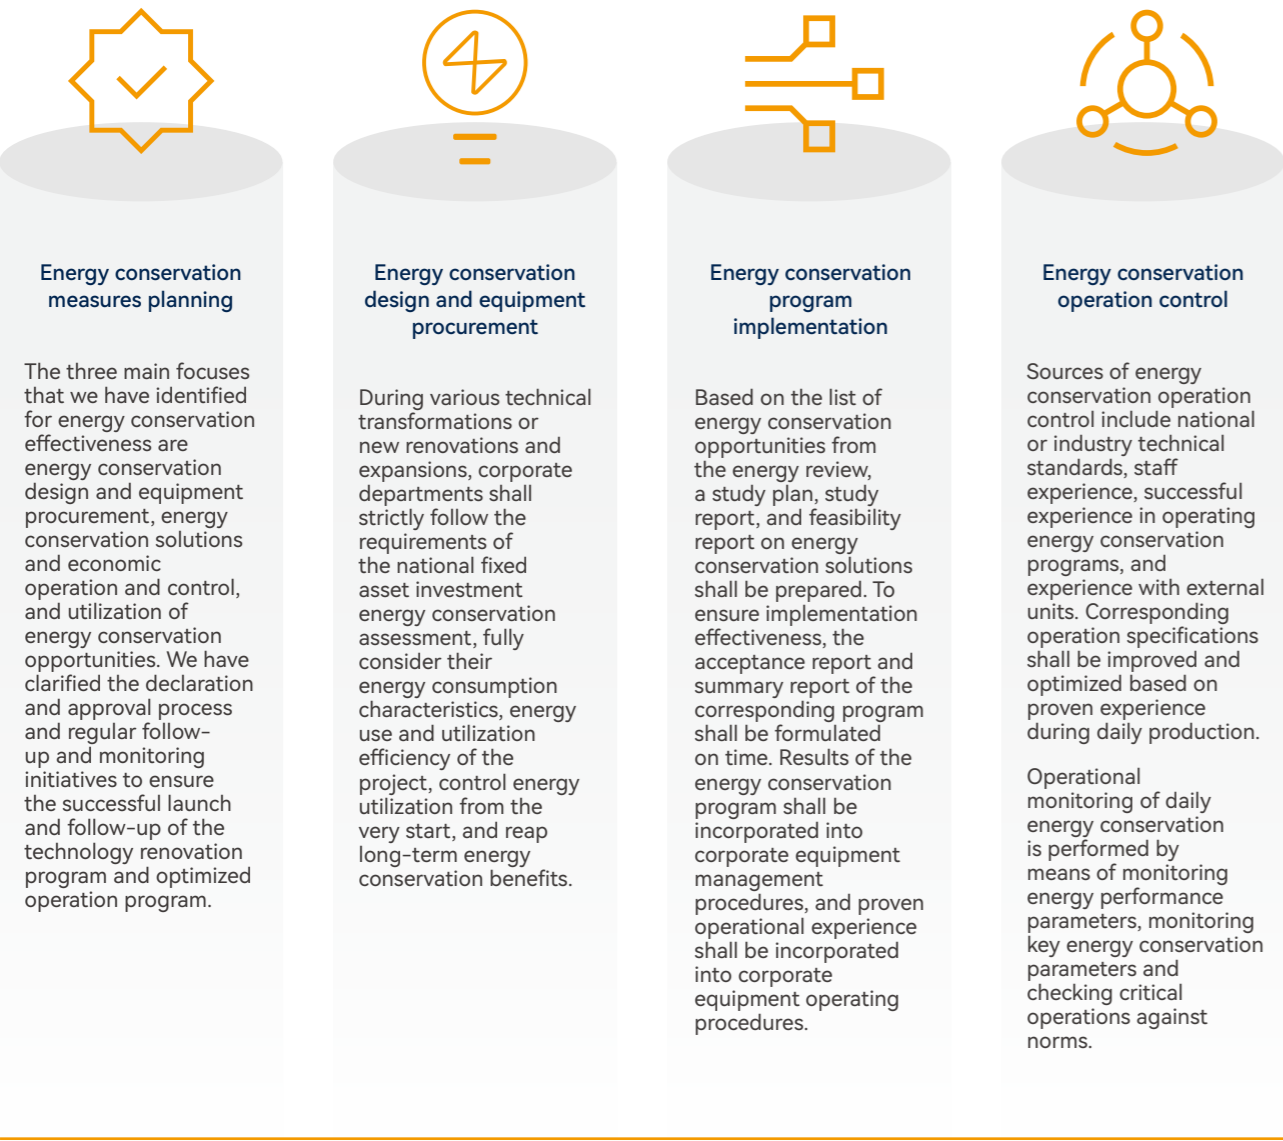 Energy conservation
measures planning
The three main focuses
that we have identified
for energy conservation
effectiveness are
energy conservation
design and equipment
procurement, energy
conservation solutions
and economic
operation and control,
and utilization of
energy conservation
opportunities. We have
clarified the declaration
and approval process
and regular follow-
up and monitoring
initiatives to ensure
the successful launch
and follow-up of the
technology renovation
program and optimized
operation program.
Energy conservation
design and equipment
procurement
During various technical
transformations or
new renovations and
expansions, corporate
departments shall
strictly follow the
requirements of
the national fixed
asset investment
energy conservation
assessment, fully
consider their
energy consumption
characteristics, energy
use and utilization
efficiency of the
project, control energy
utilization from the
very start, and reap
long-term energy
conservation benefits.
Energy conservation
program
implementation
Based on the list of
energy conservation
opportunities from
the energy review,
a study plan, study
report, and feasibility
report on energy
conservation solutions
shall be prepared. To
ensure implementation
effectiveness, the
acceptance report and
summary report of the
corresponding program
shall be formulated
on time. Results of the
energy conservation
program shall be
incorporated into
corporate equipment
management
procedures, and proven
operational experience
shall be incorporated
into corporate
equipment operating
procedures.
Energy conservation
operation control
Sources of energy
conservation operation
control include national
or industry technical
standards, staff
experience, successful
experience in operating
energy conservation
programs, and
experience with external
units. Corresponding
operation specifications
shall be improved and
optimized based on
proven experience
during daily production.
Operational
monitoring of daily
energy conservation
is performed by
means of monitoring
energy performance
parameters, monitoring
key energy conservation
parameters and
checking critical
operations against
norms.